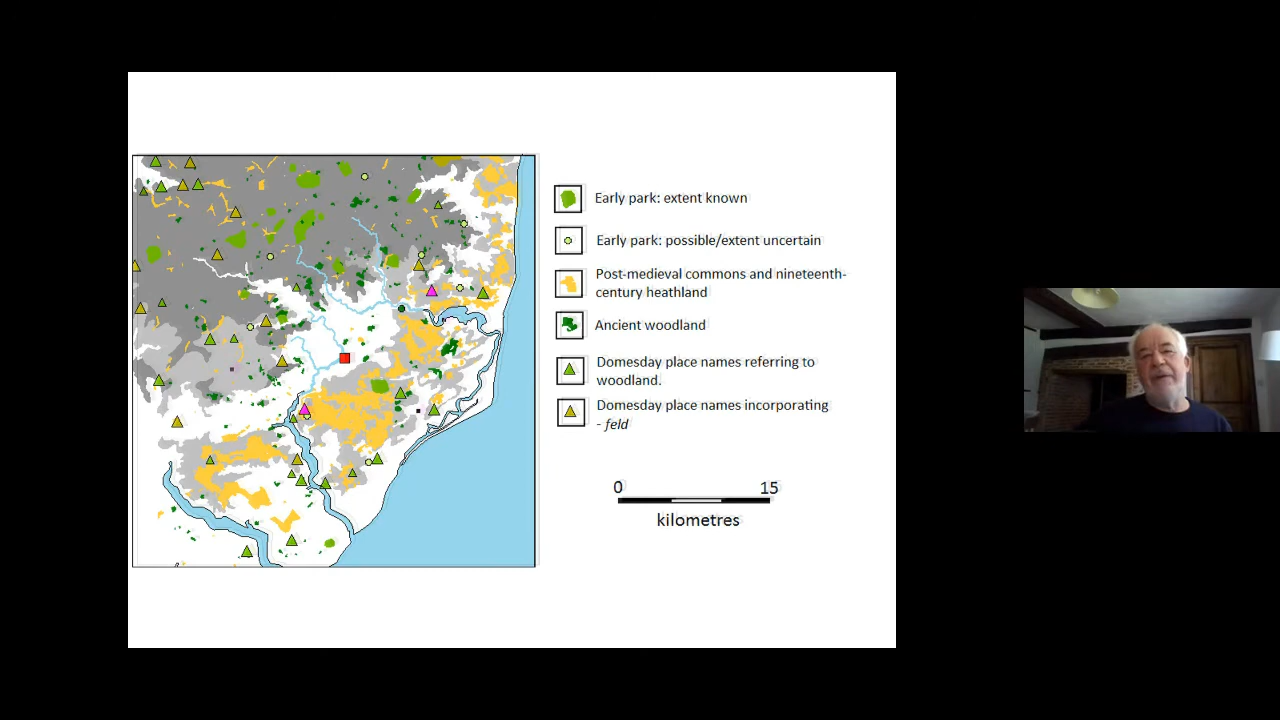 Early park: extent known
Early park: possible/extent uncertain
Post-medieval commons and nineteenth-
century heathland
Ancient woodland
Domesday place names referring to
woodland.
Domesday place names incorporating
- feld
0 15
kilometres